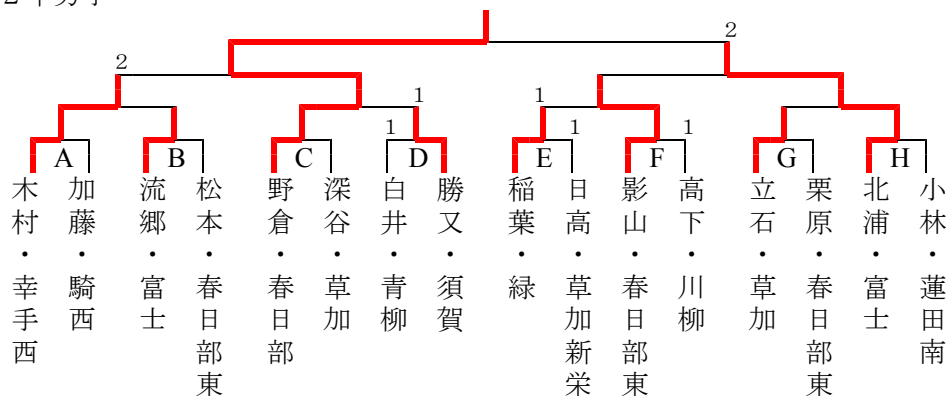 2
2
1
1
1
1
1
A
B
C
D
E
F
G
H
木村・幸手西
加藤・騎西
流郷・富士
松本・春日部東
野倉・春日部
深谷・草加
白井・青柳
勝又・須賀
稲葉・緑
日高・草加新栄
影山・春日部東
高下・川柳
立石・草加
栗原・春日部東
北浦・富士
小林・蓮田南